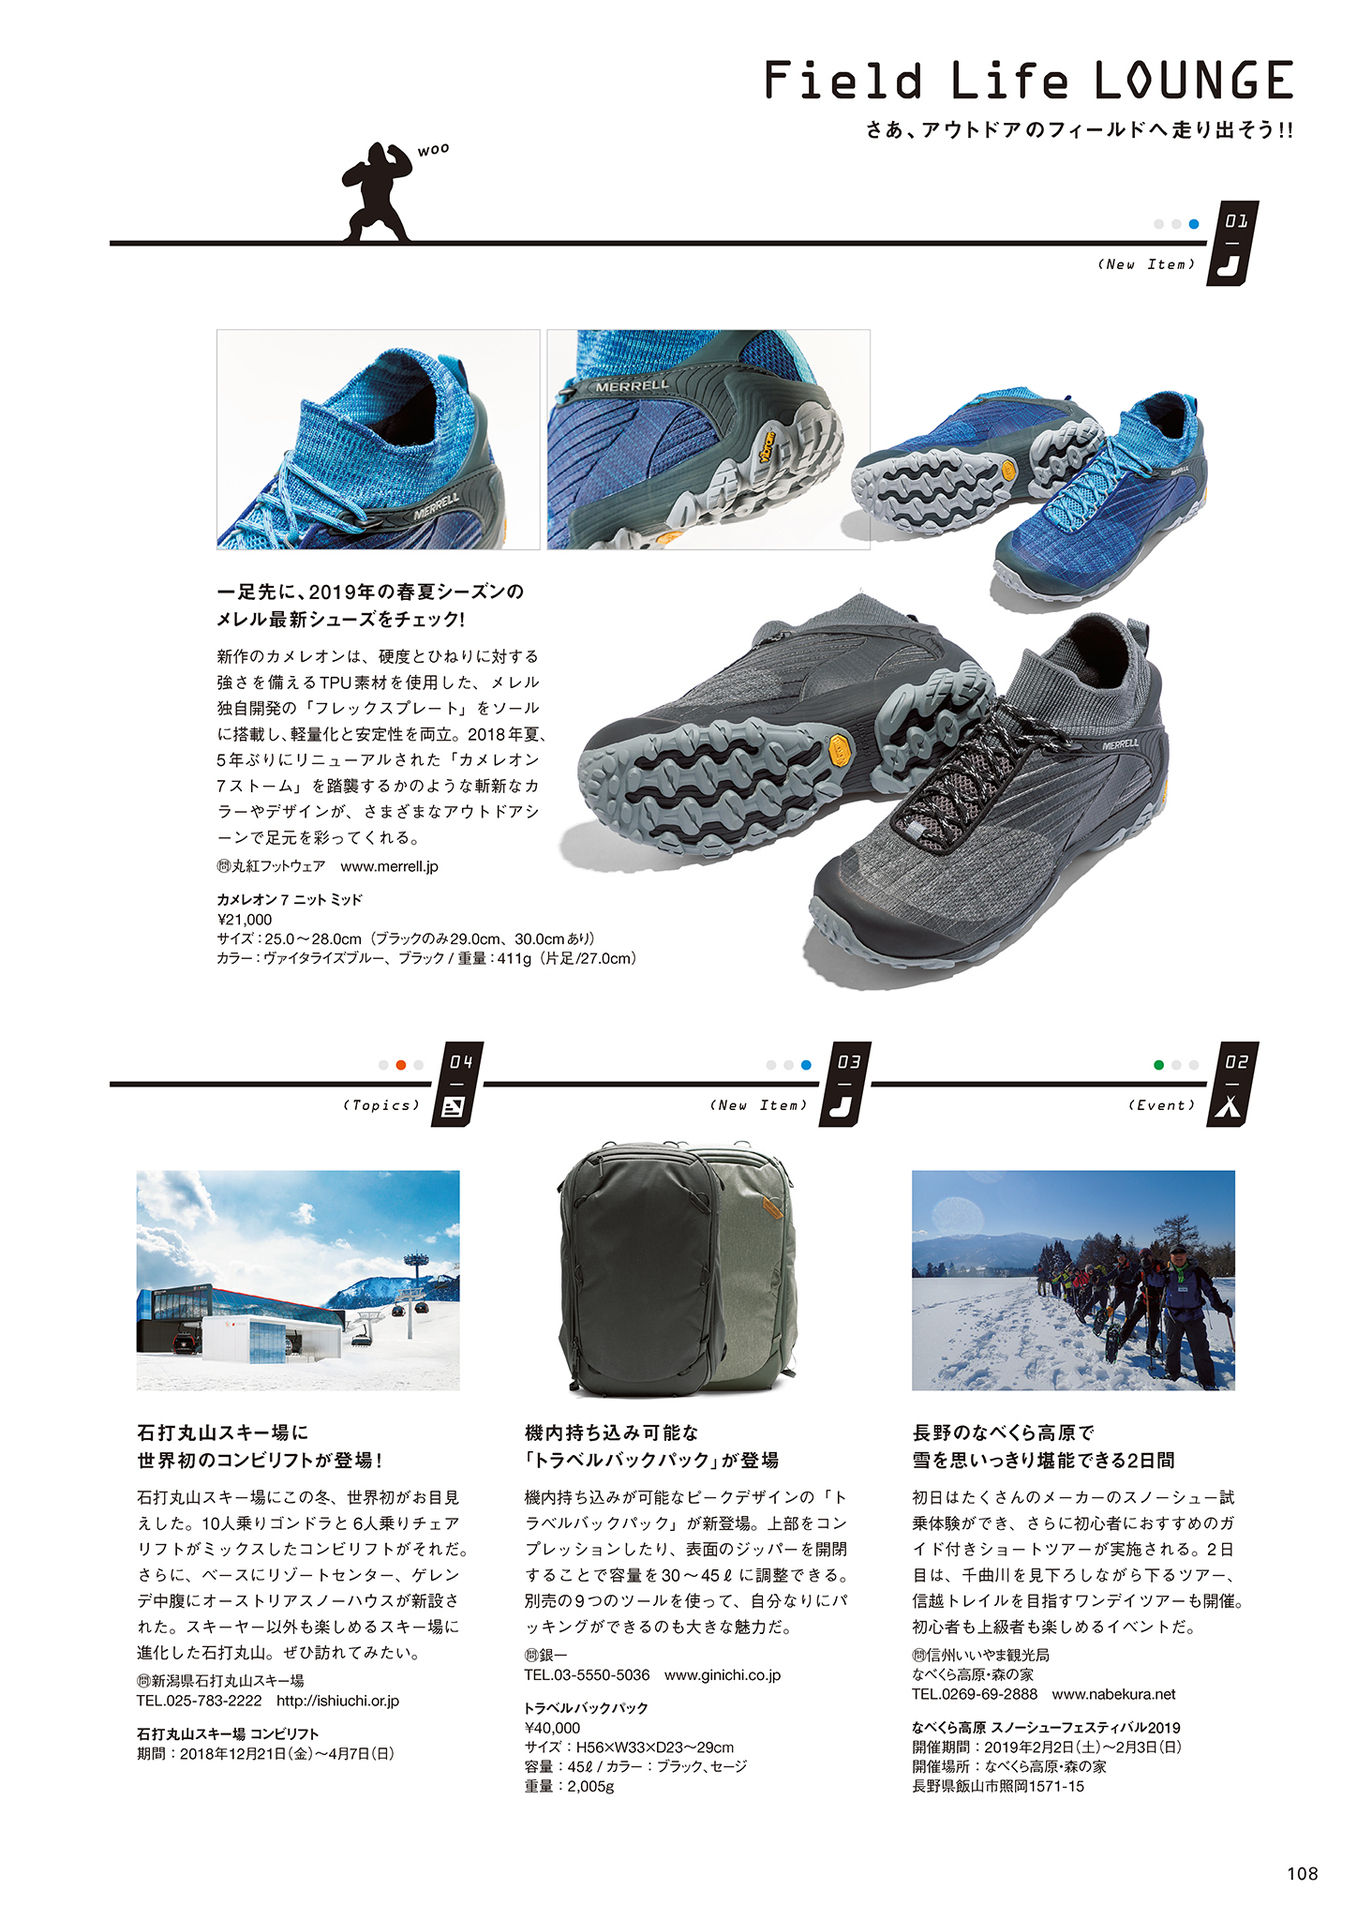 Field Life LOUNGE
さあ、アウトドアのフィールドへ走り出そう!!
woo
01
(New Item)
MERRELL
MERRELL
vibram
MERRELL
MERRELL
一足先に、2019年の春夏シーズンの
メレル最新シューズをチェック!
新作のカメレオンは、硬度とひねりに対する
強さを備えるTPU素材を使用した、メレル
独自開発の「フレックスプレート」をソール
に搭載し、軽量化と安定性を両立。2018年夏、
5年ぶりにリニューアルされた「カメレオン
7ストーム」を踏襲するかのような斬新なカ
ラーやデザインが、さまざまなアウトドアシ
ーンで足元を彩ってくれる。
㉄丸紅フットウェア　www.merrell.jp
カメレオン7 ニット ミッド
¥21,000
サイズ：25.0〜28.0cm（ブラックのみ29.0cm、30.0cmあり）
カラー：ヴァイタライズブルー、ブラック / 重量：411g（片足/27.0cm）
02
(Event)
長野のなべくら高原で
雪を思いっきり堪能できる2日間
初日はたくさんのメーカーのスノーシュー試
乗体験ができ、さらに初心者におすすめのガ
イド付きショートツアーが実施される。2日
目は、千曲川を見下ろしながら下るツアー、
信越トレイルを目指すワンデイツアーも開催。
初心者も上級者も楽しめるイベントだ。
㉄信州いいやま観光局
なべくら高原・森の家
TEL.0269-69-2888　www.nabekura.net
なべくら高原 スノーシューフェスティバル2019
開催期間：2019年2月2日（土）〜2月3日（日）
開催場所：なべくら高原・森の家
長野県飯山市照岡1571-15
03
(New Item)
機内持ち込み可能な
「トラベルバックパック」が登場
機内持ち込みが可能なピークデザインの「ト
ラベルバックパック」が新登場。上部をコン
プレッションしたり、表面のジッパーを開閉
することで容量を30〜45ℓに調整できる。
別売の9つのツールを使って、自分なりにパ
ッキングができるのも大きな魅力だ。
㉄銀一
TEL.03-5550-5036　www.ginichi.co.jp
トラベルバックパック
¥40,000
サイズ：H56×W33×D23〜29cm
容量：45ℓ / カラー：ブラック、セージ
重量：2,005g
04
(Topics)
石打丸山スキー場に
世界初のコンビリフトが登場!
石打丸山スキー場にこの冬、世界初がお目見
えした。10人乗りゴンドラと6人乗りチェア
リフトがミックスしたコンビリフトがそれだ。
さらに、ベースにリゾートセンター、ゲレン
デ中腹にオーストリアスノーハウスが新設さ
れた。スキーヤー以外も楽しめるスキー場に
進化した石打丸山。ぜひ訪れてみたい。
㉄新潟県石打丸山スキー場
TEL.025-783-2222　http://ishiuchi.or.jp
石打丸山スキー場 コンビリフト
期間：2018年12月21日（金）〜4月7日（日）
108